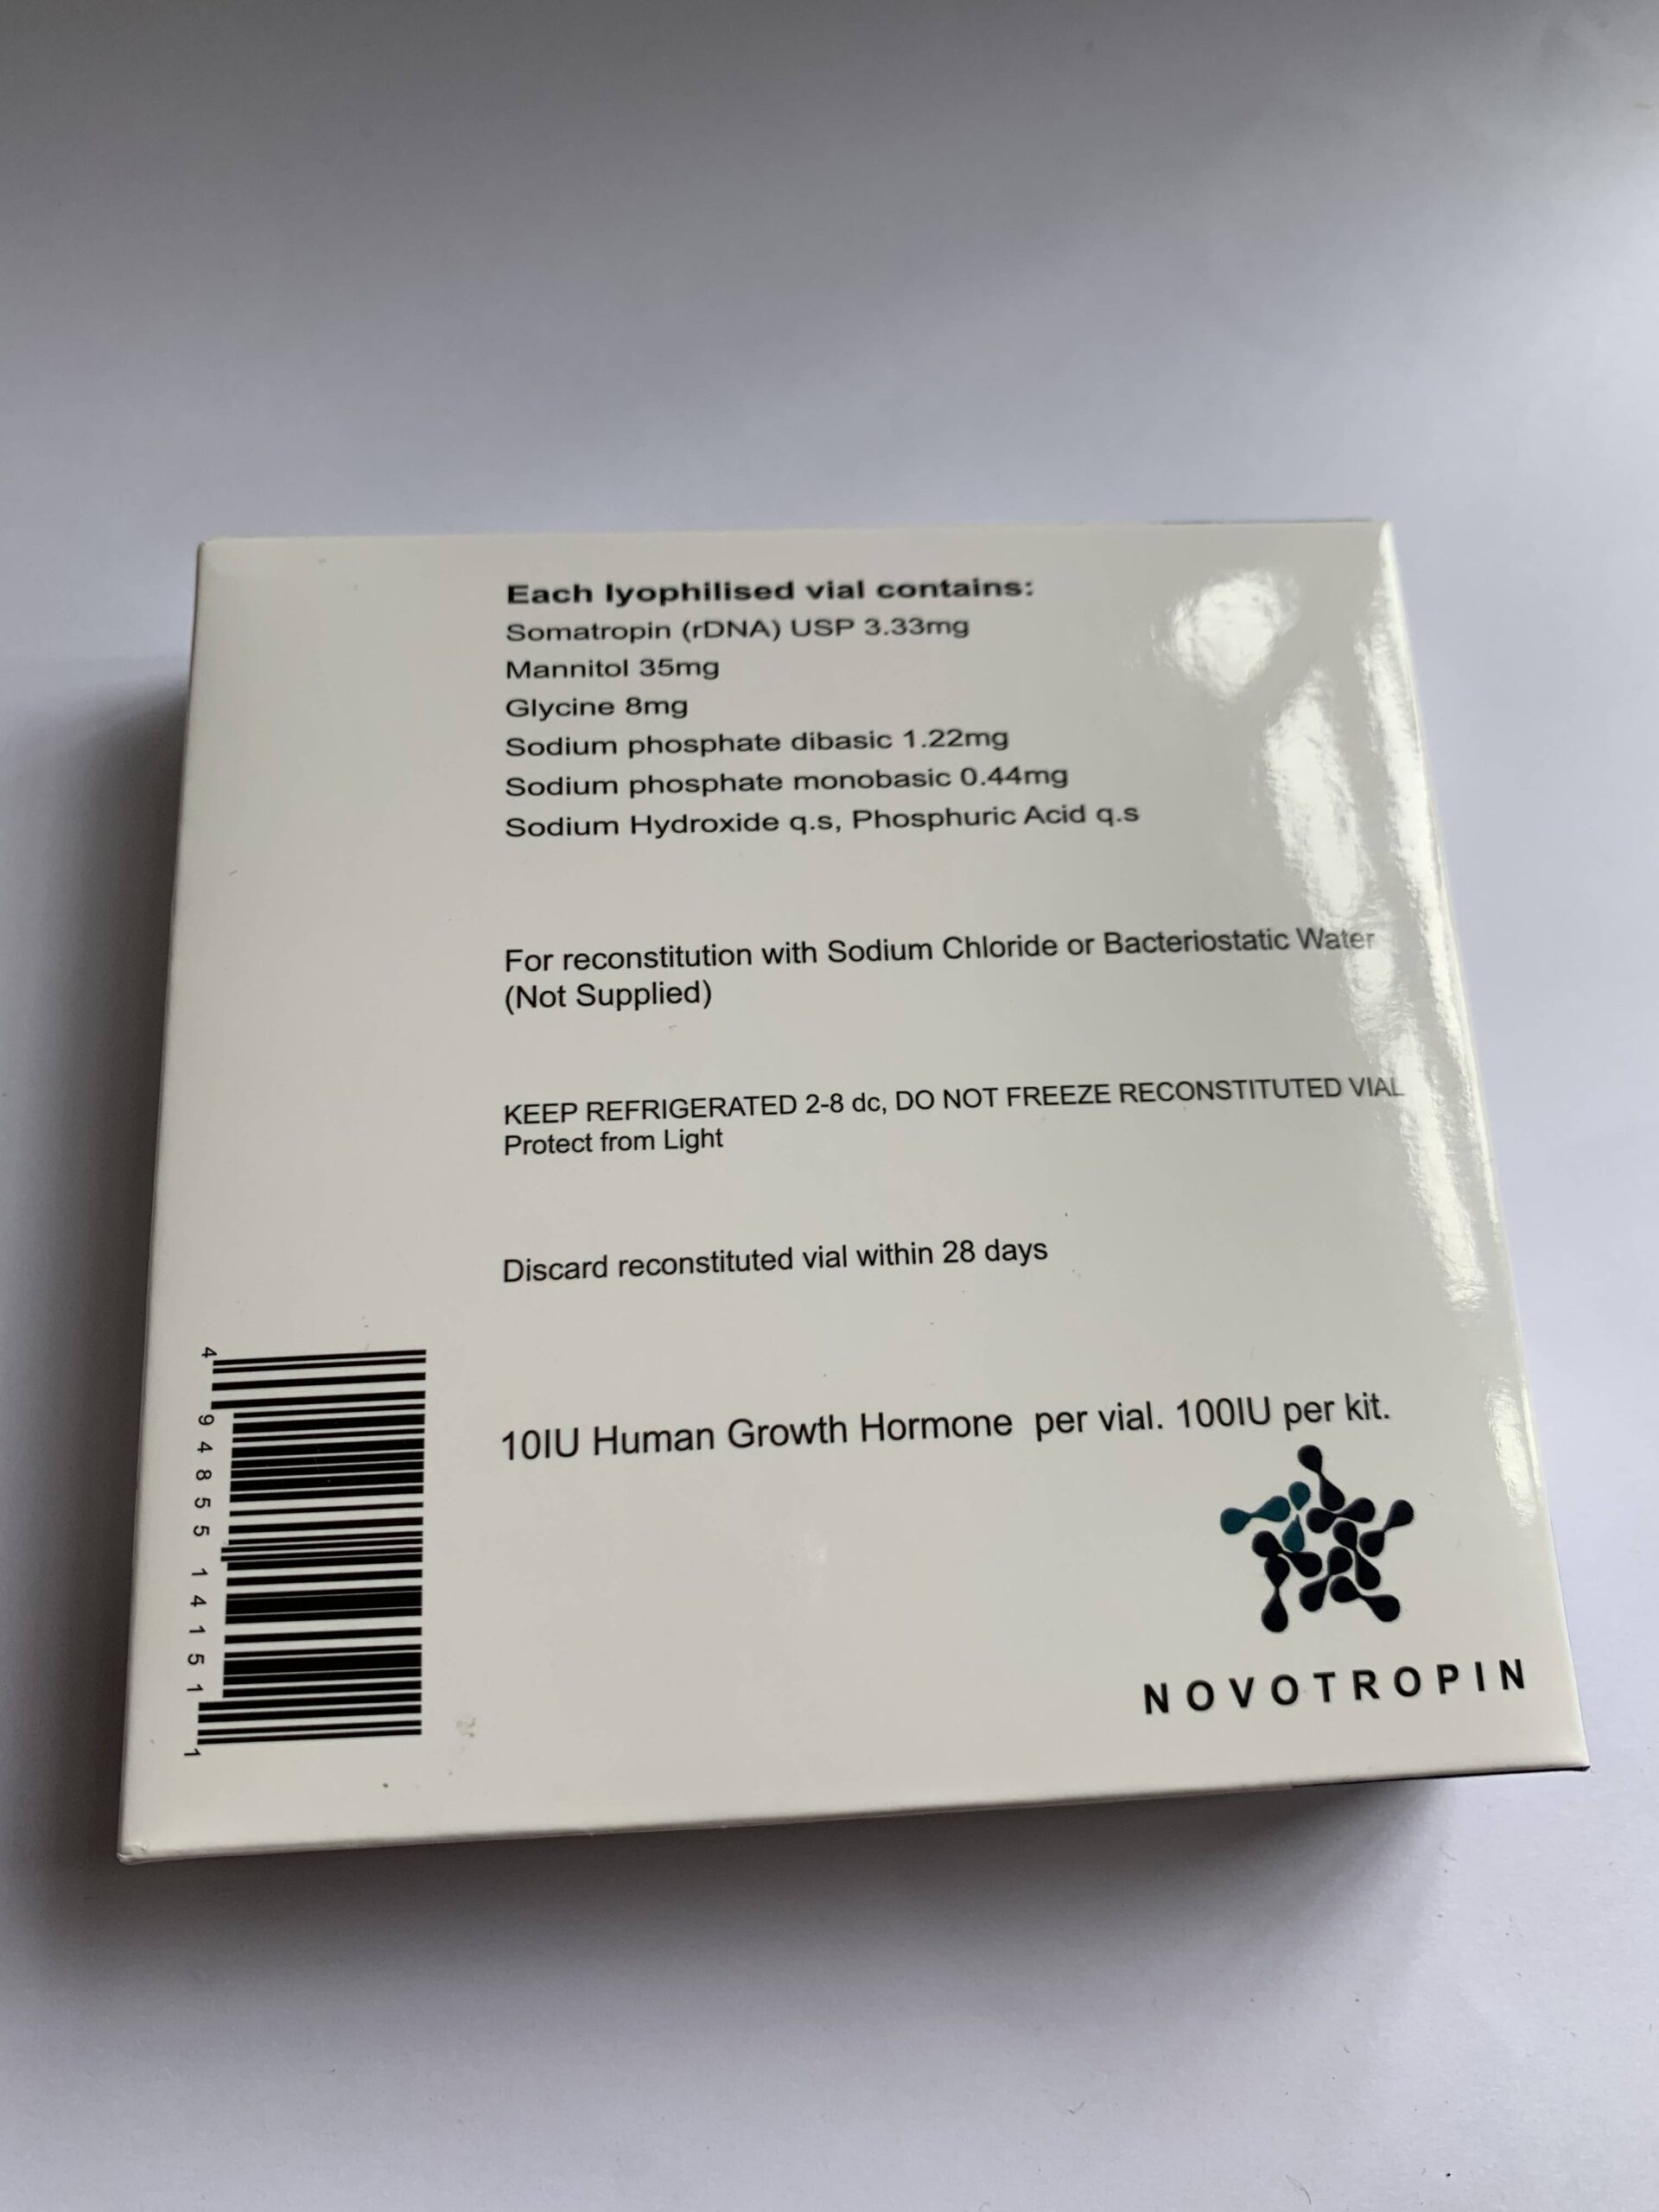 Each lyophilised vial contains:
Somatropin (rDNA) USP 3.33mg
Mannitol 35mg
Glycine 8mg
Sodium phosphate dibasic 1.22mg
Sodium phosphate monobasic 0.44mg
Sodium Hydroxide q.s, Phosphuric Acid q.s
For reconstitution with Sodium Chloride or Bacteriostatic Water
(Not Supplied)
KEEP REFRIGERATED 2-8 dc, DO NOT FREEZE RECONSTITUTED VIAL
Protect from Light
Discard reconstituted vial within 28 days
10IU Human Growth Hormone per vial. 100IU per kit.
4 948551 41511
NOVOTROPIN